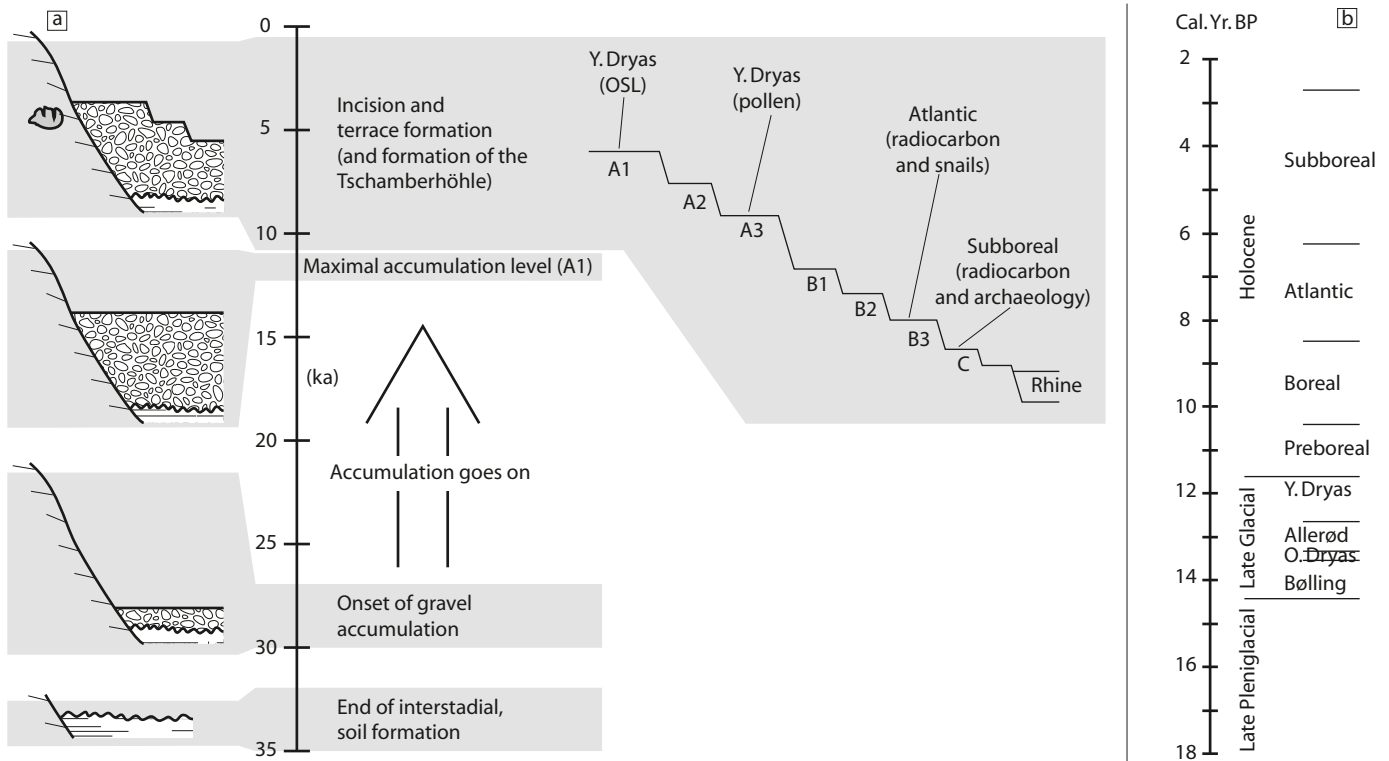 a
0
5
10
15
(ka)
20
25
30
35
Incision and
terrace formation
(and formation of the
Tschamberhöhle)
Maximal accumulation level (A1)
Accumulation goes on
Onset of gravel
accumulation
End of interstadial,
soil formation
Y. Dryas
(OSL)
Y. Dryas
(pollen)
Atlantic
(radiocarbon
and snails)
Subboreal
(radiocarbon
and archaeology)
A1
A2
A3
B1
B2
B3
C
Rhine
b
Cal. Yr. BP
2
4
6
8
10
12
14
16
18
Holocene
Late Glacial
Late Pleniglacial
Subboreal
Atlantic
Boreal
Preboreal
Y. Dryas
Allerød
O. Dryas
Bølling